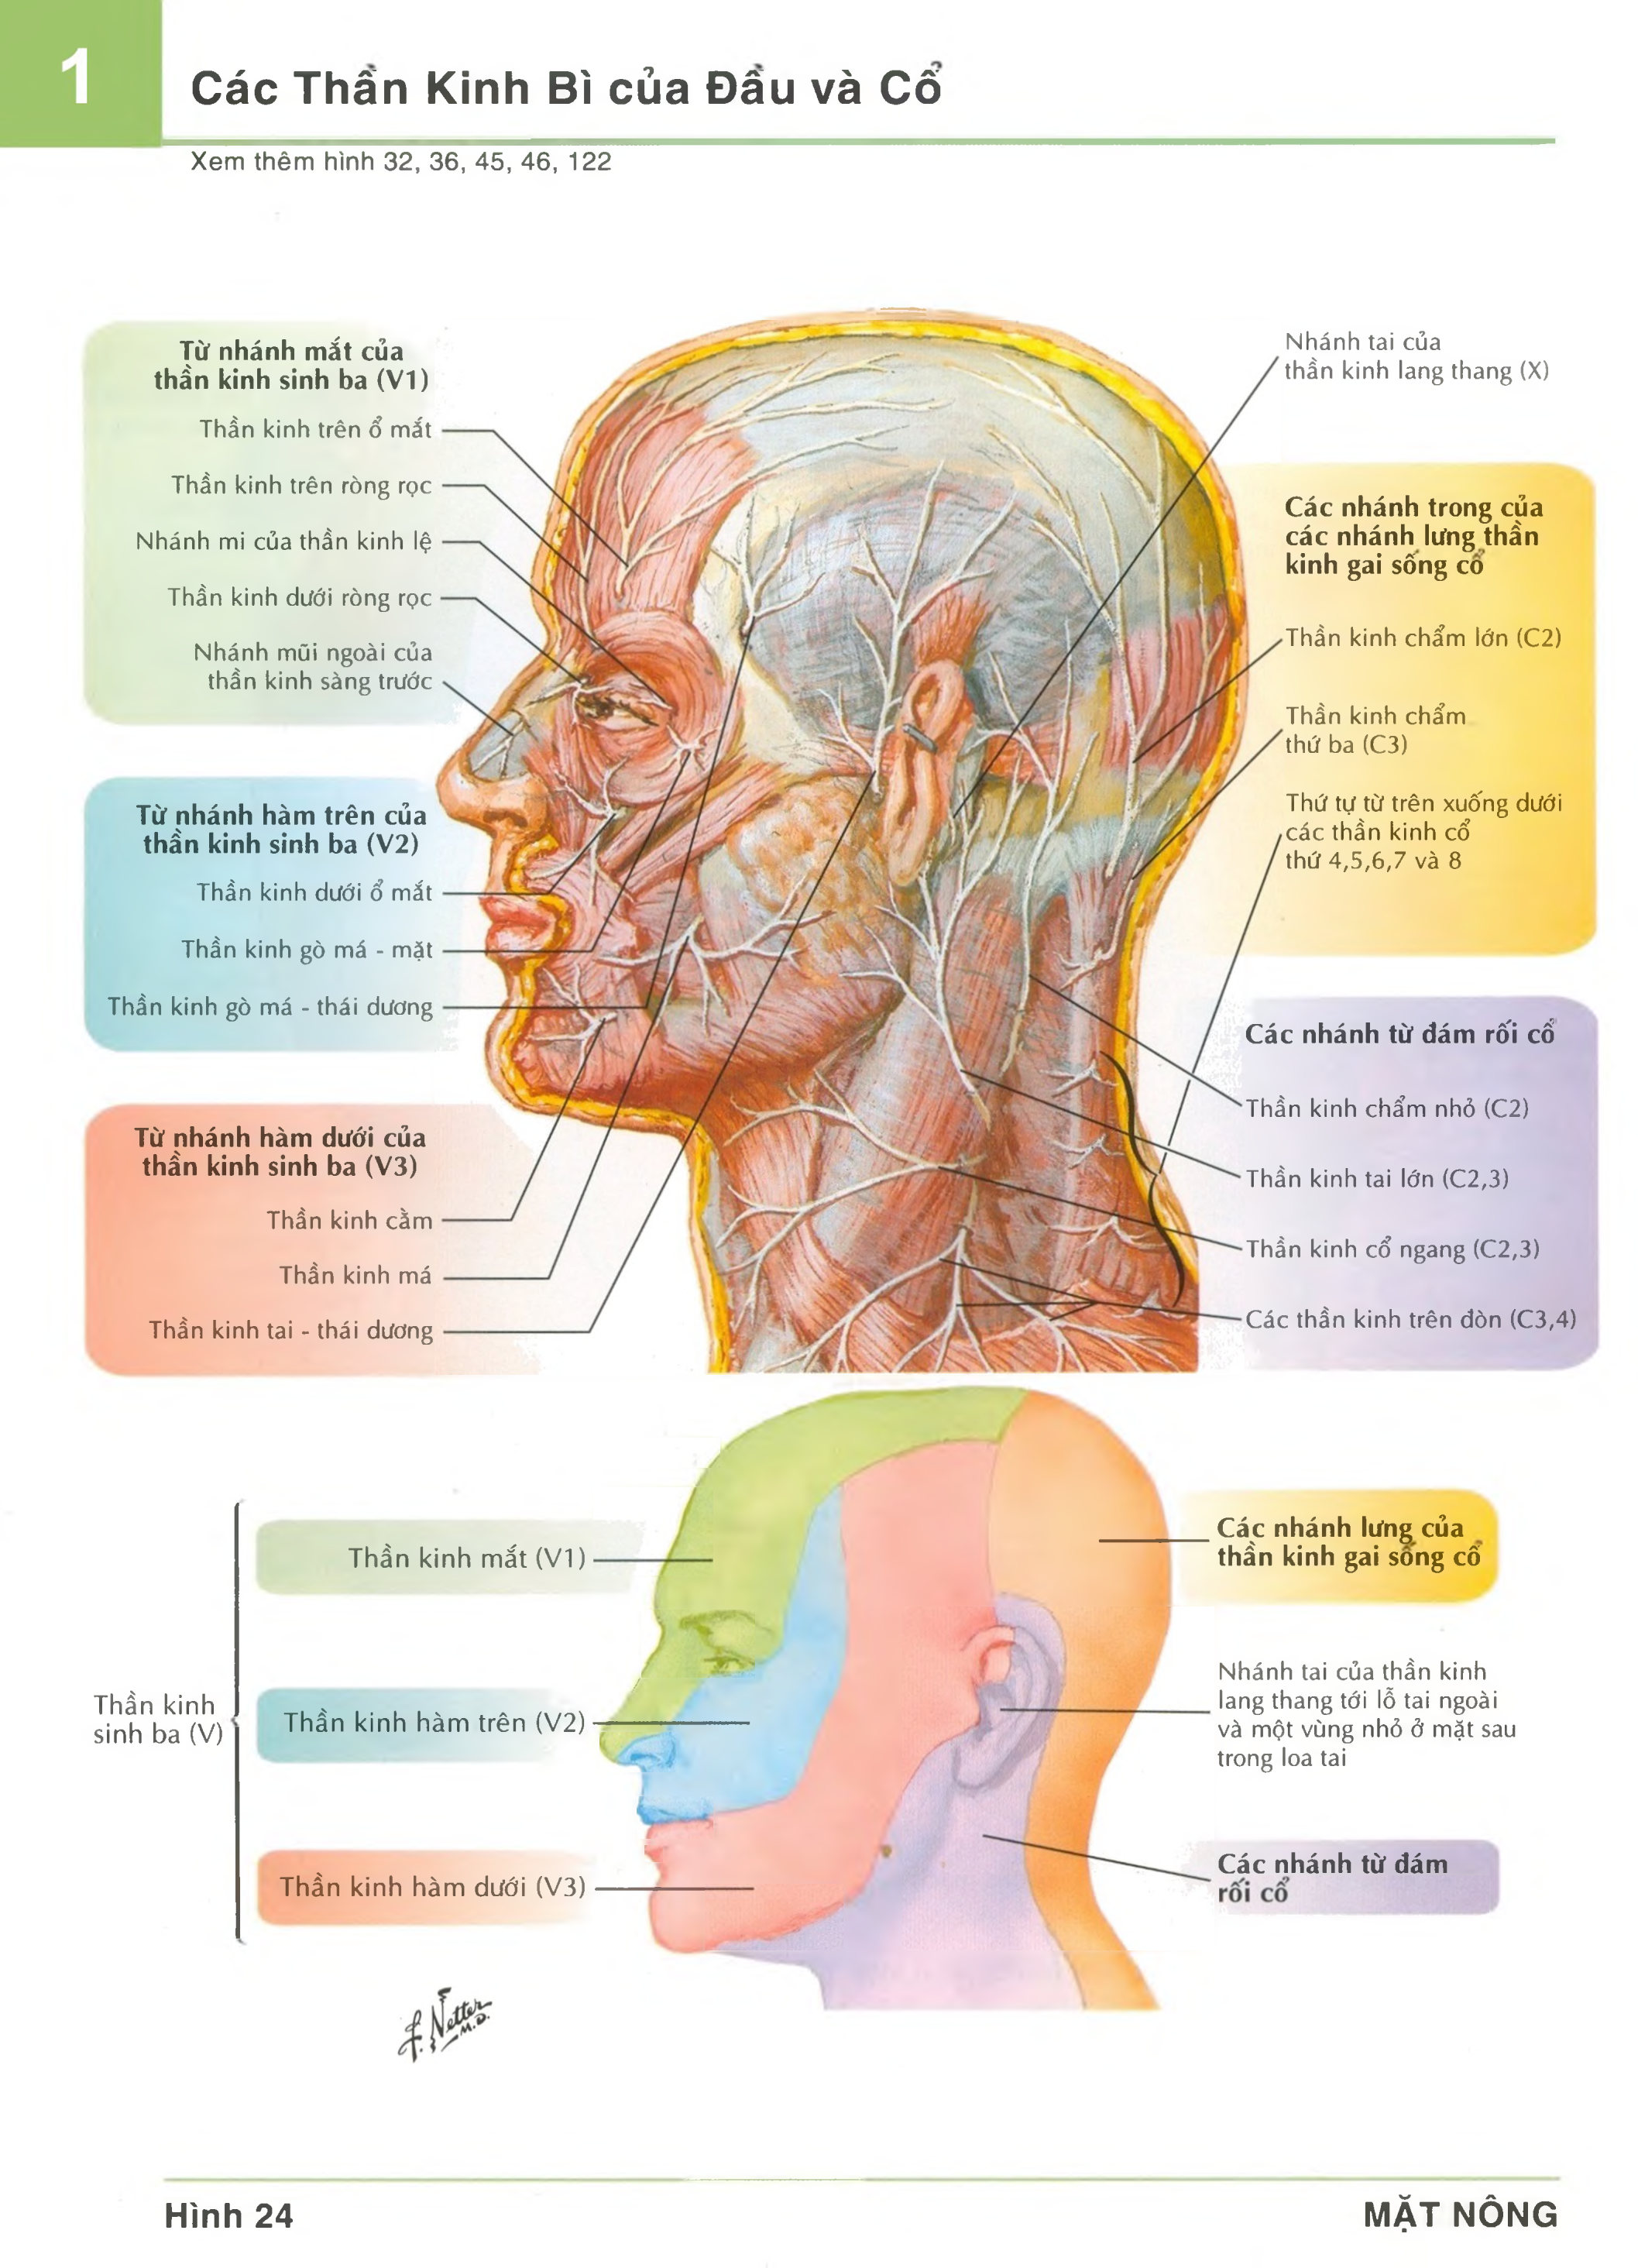 1
Các Thần Kinh Bì của Đầu và Cổ
Xem thêm hình 32, 36, 45, 46, 122
Từ nhánh mắt của
thần kinh sinh ba (V1)
Thần kinh trên ổ mắt
Thần kinh trên ròng rọc
Nhánh mi của thần kinh lệ
Thần kinh dưới ròng rọc
Nhánh mũi ngoài của
thần kinh sàng trước
Từ nhánh hàm trên của
thần kinh sinh ba (V2)
Thần kinh dưới ổ mắt
Thần kinh gò má - mặt
Thần kinh gò má - thái dương
Từ nhánh hàm dưới của
thần kinh sinh ba (V3)
Thần kinh cằm
Thần kinh má
Thần kinh tai - thái dương
Nhánh tai của
thần kinh lang thang (X)
Các nhánh trong của
các nhánh lưng thần
kinh gai sống cổ
Thần kinh chẩm lớn (C2)
Thần kinh chẩm
thứ ba (C3)
Thứ tự từ trên xuống dưới
các thần kinh cổ
thứ 4,5,6,7 và 8
Các nhánh từ đám rối cổ
Thần kinh chẩm nhỏ (C2)
Thần kinh tai lớn (C2,3)
Thần kinh cổ ngang (C2,3)
Các thần kinh trên đòn (C3,4)
Thần kinh
sinh ba (V)
Thần kinh mắt (V1)
Thần kinh hàm trên (V2)
Thần kinh hàm dưới (V3)
Các nhánh lưng của
thần kinh gai sống cổ
Nhánh tai của thần kinh
lang thang tới lỗ tai ngoài
và một vùng nhỏ ở mặt sau
trong loa tai
Các nhánh từ đám
rối cổ
F. Netter
M.D.
Hình 24
MẶT NÔNG